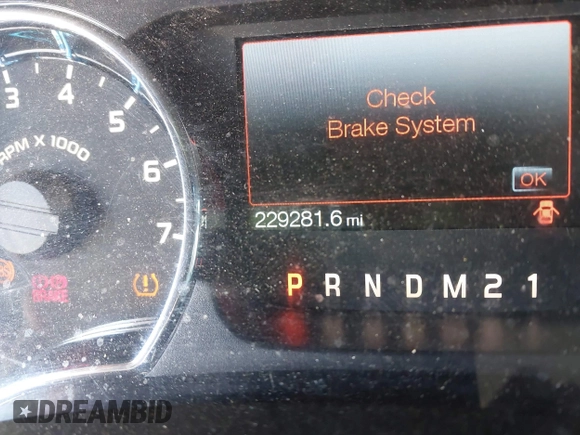 Check
Brake System
OK
229281.6 mi
3 4 5 6 7
RPM X 1000
P R N D M 2 1
DREAMBID